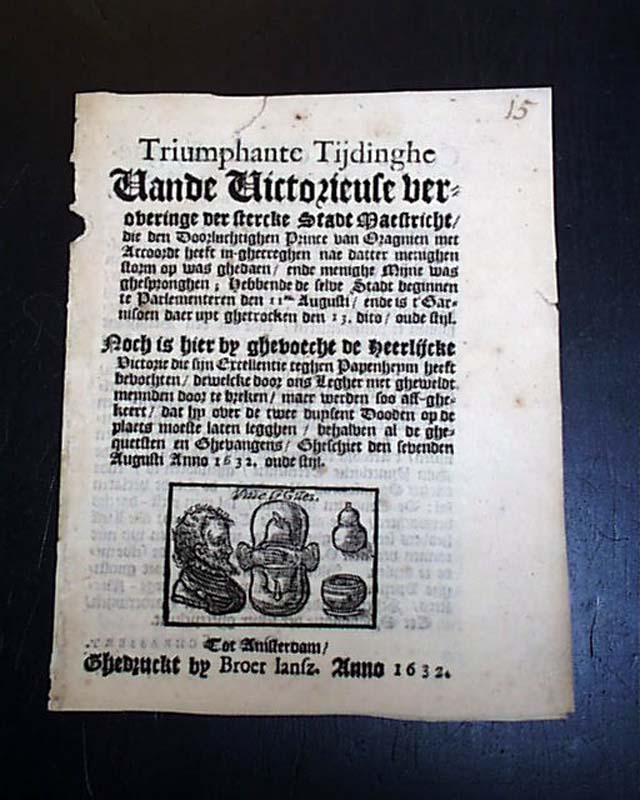 15
Triumphante Tijdinghe
Vande Victorieuse ver-
overinge der stercke Stadt Maestricht/
die den Doorluchtighen Prince van Oragnien met
Accoordt heeft in-ghecreghen nae datter menighen
storm op was ghedaen/ ende menighe Mijne was
ghespronghen; Hebbende de selve Stadt beginnen
te Parlementeren den 11en Augusti/ ende is t'Gar-
nisoen daer uyt ghetrocken den 13. dito/ oude stijl.
Noch is hier by ghevoecht de Heerlijcke
Victorie die sijn Excellentie teghen Papenheym heeft
bevochten/ dewelcke door ons Legher met gheweldt
meynden door te breken/ maer werden soo aff-ghe-
keert/ dat hy over de twee duysent Dooden op de
plaets moeste laten legghen/ behalven al de ghe-
quetsten en Ghevangens/ Gheschiet den sevenden
Augusti Anno 1632. oude stijl.
Tot Amsterdam/
Ghedruckt by Broer Iansz. Anno 1632.